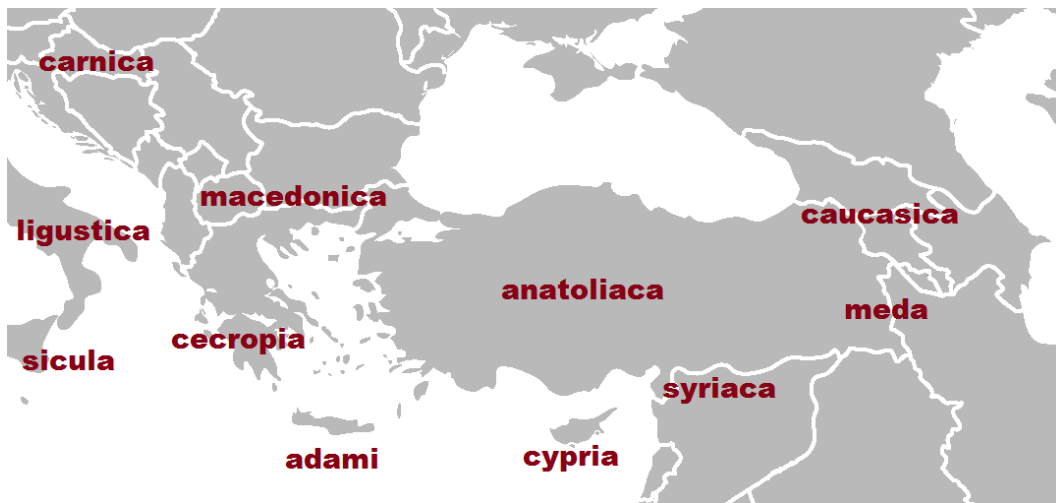 carnica
macedonica
ligustica
caucasica
anatoliaca
meda
cecropia
sicula
syriaca
adami
cypria